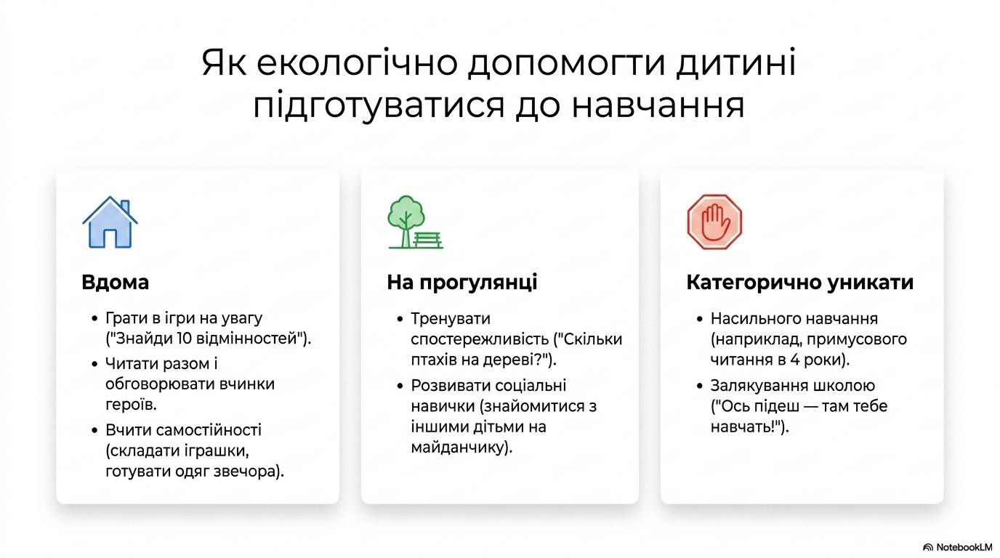 Як екологічно допомогти дитині
підготуватися до навчання
Вдома
• Грати в ігри на увагу
("Знайди 10 відмінностей").
• Читати разом і
обговорювати вчинки
героїв.
• Вчити самостійності
(складати іграшки,
готувати одяг звечора).
На прогулянці
• Тренувати
спостережливість ("Скільки
птахів на дереві?").
• Розвивати соціальні
навички (знайомитися з
іншими дітьми на
майданчику).
Категорично уникати
• Насильного навчання
(наприклад, примусового
читання в 4 роки).
• Залякування школою
("Ось підеш — там тебе
навчать!").
NotebookLM